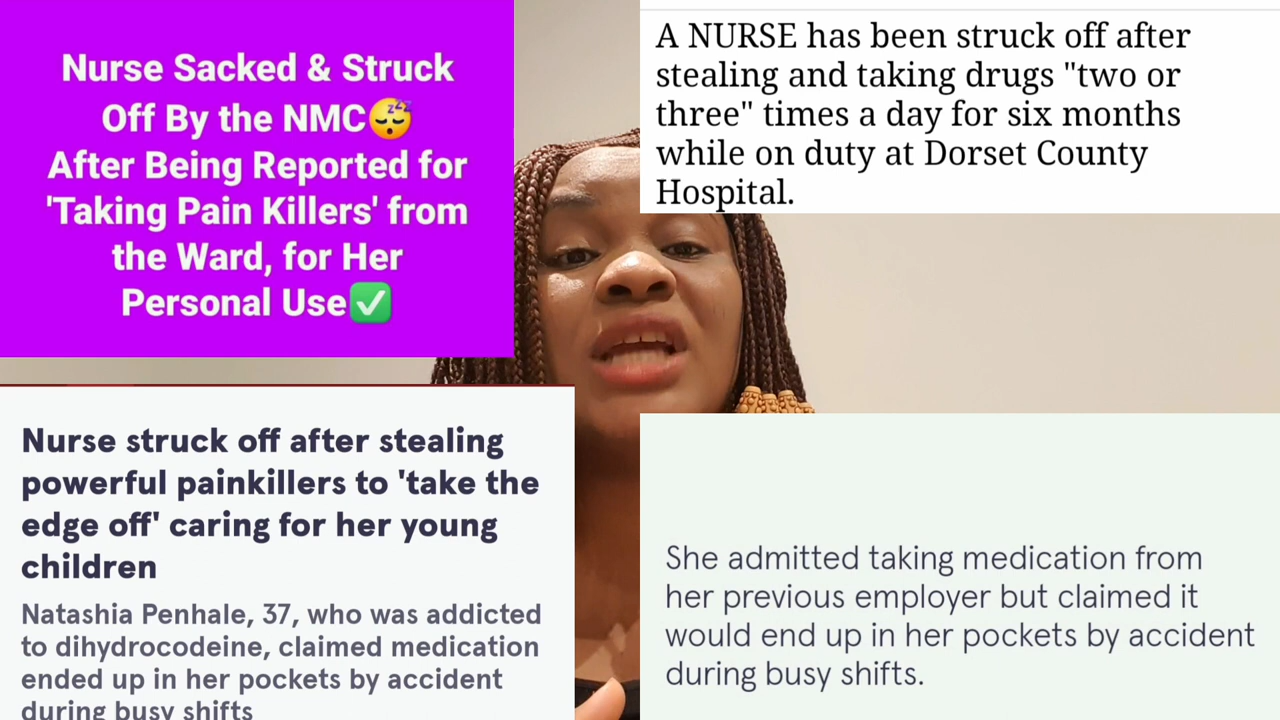 Nurse Sacked & Struck
Off By the NMC😴
After Being Reported for
'Taking Pain Killers' from
the Ward, for Her
Personal Use✅
A NURSE has been struck off after
stealing and taking drugs "two or
three" times a day for six months
while on duty at Dorset County
Hospital.
Nurse struck off after stealing
powerful painkillers to 'take the
edge off' caring for her young
children
Natashia Penhale, 37, who was addicted
to dihydrocodeine, claimed medication
ended up in her pockets by accident
during busy shifts
She admitted taking medication from
her previous employer but claimed it
would end up in her pockets by accident
during busy shifts.